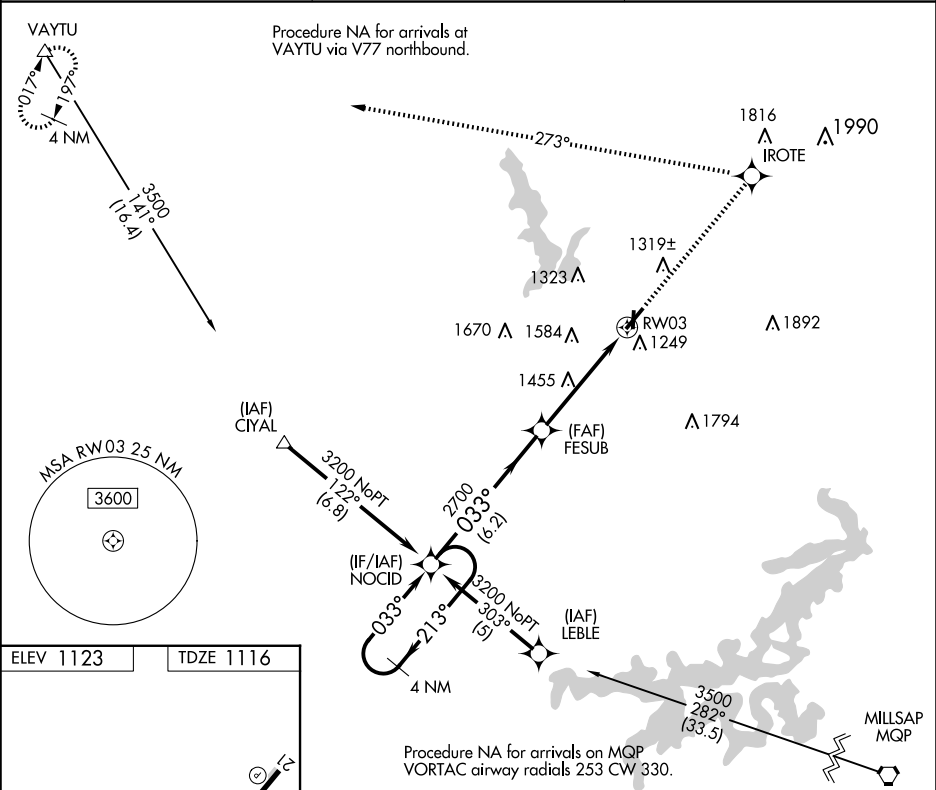 VAYTU
Procedure NA for arrivals at
VAYTU via V77 northbound.
017°
197°
4 NM
3500
141°
(16.4)
273°
1816
1990
IROTE
1319±
1323
1670
1584
RW03
1249
1892
1455
1794
(FAF)
FESUB
(IAF)
CIYAL
3200 NoPT
122°
(6.8)
2700
033°
(6.2)
MSA RW03 25 NM
3600
(IF/IAF)
NOCID
033°
213°
4 NM
3200 NoPT
303°
(5)
(IAF)
LEBLE
3500
282°
(33.5)
MILLSAP
MQP
Procedure NA for arrivals on MQP
VORTAC airway radials 253 CW 330.
ELEV 1123
TDZE 1116
P
21